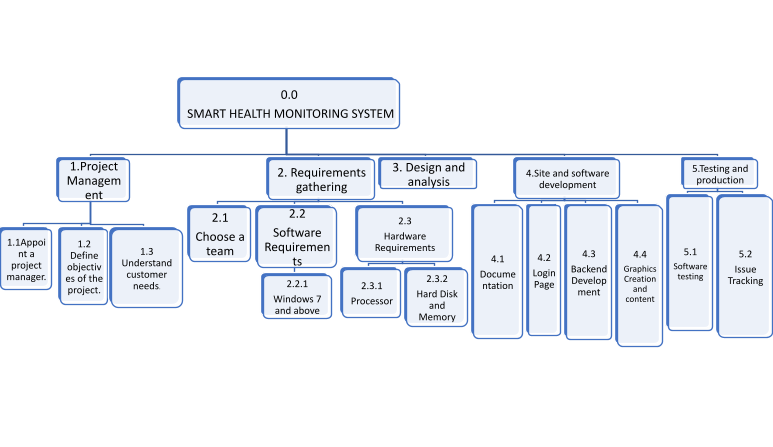 0.0
SMART HEALTH MONITORING SYSTEM
1.Project
Managem
ent
2. Requirements
gathering
3. Design and
analysis
4.Site and software
development
5.Testing and
production
1.1Appoi
nt a
project
manager.
1.2
Define
objectiv
es of the
project.
1.3
Understand
customer
needs.
2.1
Choose a
team
2.2
Software
Requiremen
ts
2.2.1
Windows 7
and above
2.3
Hardware
Requirements
2.3.1
Processor
2.3.2
Hard Disk
and
Memory
4.1
Docume
ntation
4.2
Login
Page
4.3
Backend
Develop
ment
4.4
Graphics
Creation
and
content
5.1
Software
testing
5.2
Issue
Tracking